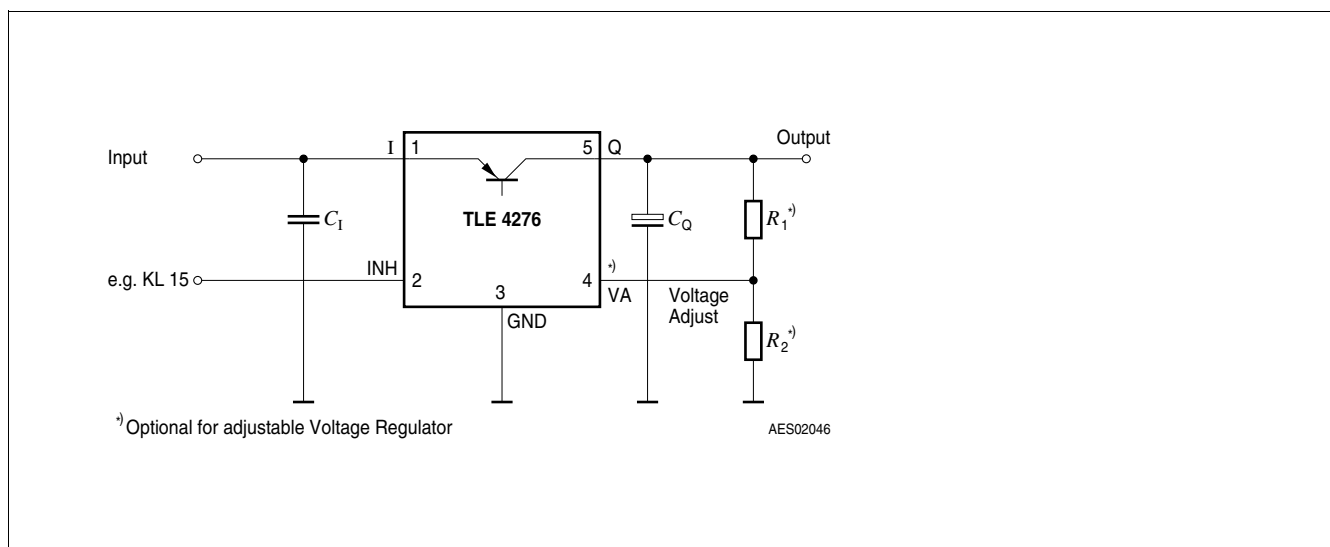 Input
I
1
5
Q
Output
C_I
TLE 4276
C_Q
R_1 *)
e.g. KL 15
INH
2
3
GND
4
*)
VA
Voltage
Adjust
R_2 *)
*) Optional for adjustable Voltage Regulator
AES02046